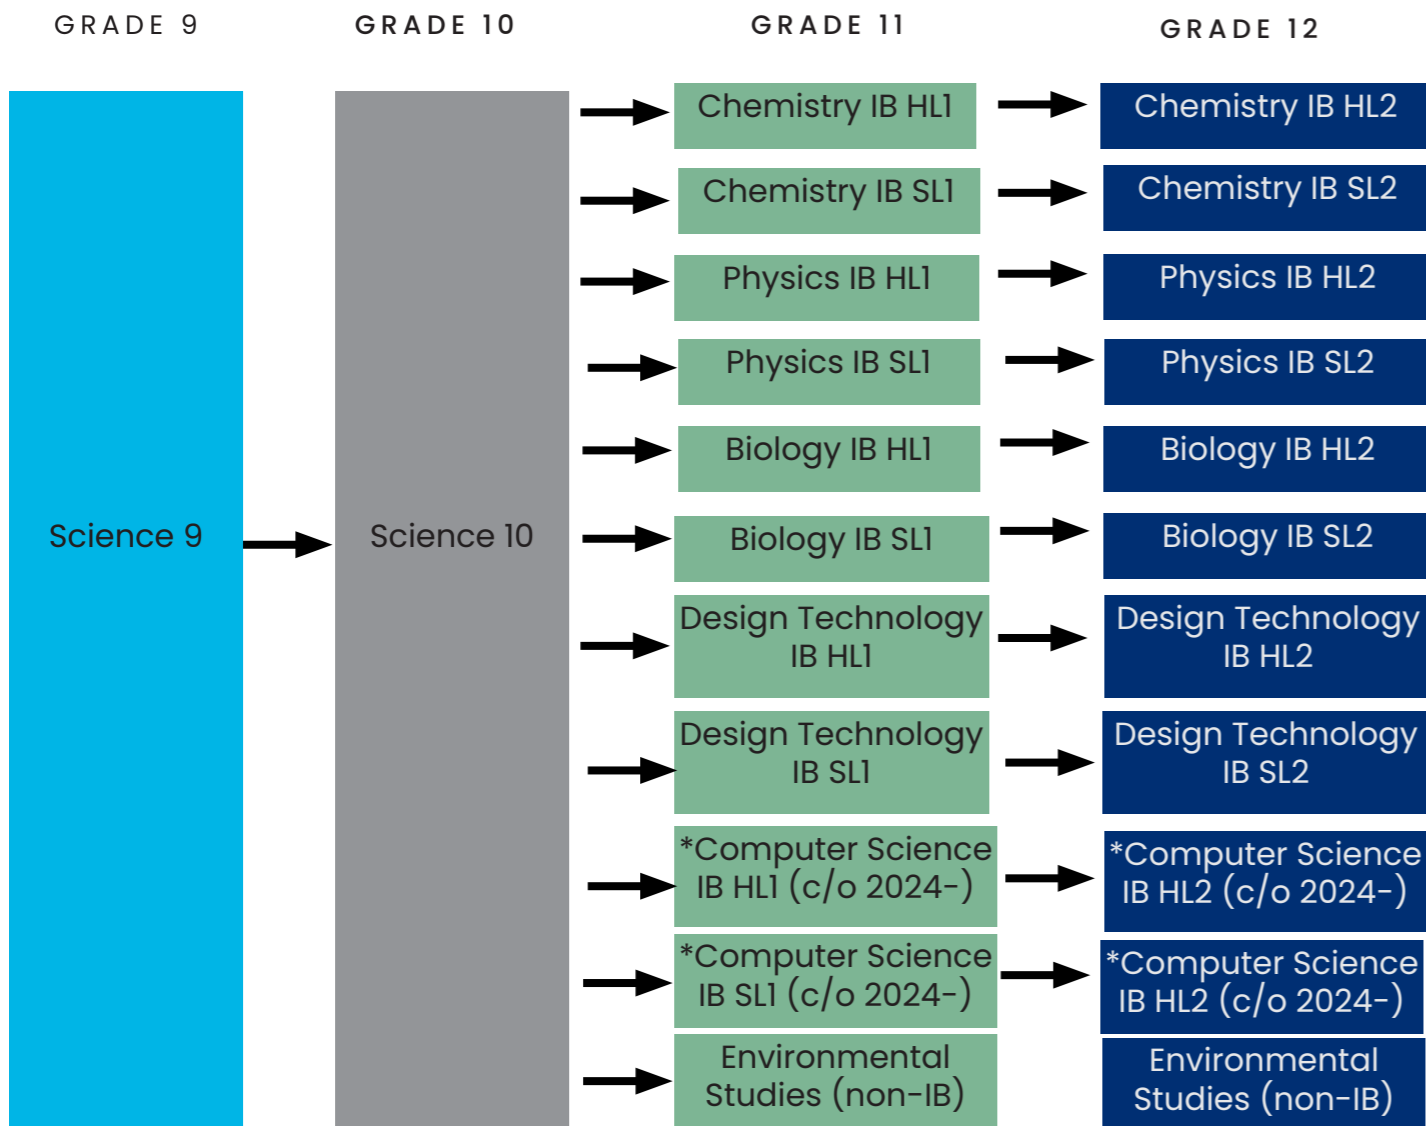 GRADE 9
GRADE 10
GRADE 11
GRADE 12
Science 9
Science 10
Chemistry IB HL1
Chemistry IB HL2
Chemistry IB SL1
Chemistry IB SL2
Physics IB HL1
Physics IB HL2
Physics IB SL1
Physics IB SL2
Biology IB HL1
Biology IB HL2
Biology IB SL1
Biology IB SL2
Design Technology
IB HL1
Design Technology
IB HL2
Design Technology
IB SL1
Design Technology
IB SL2
*Computer Science
IB HL1 (c/o 2024-)
*Computer Science
IB HL2 (c/o 2024-)
*Computer Science
IB SL1 (c/o 2024-)
*Computer Science
IB HL2 (c/o 2024-)
Environmental
Studies (non-IB)
Environmental
Studies (non-IB)